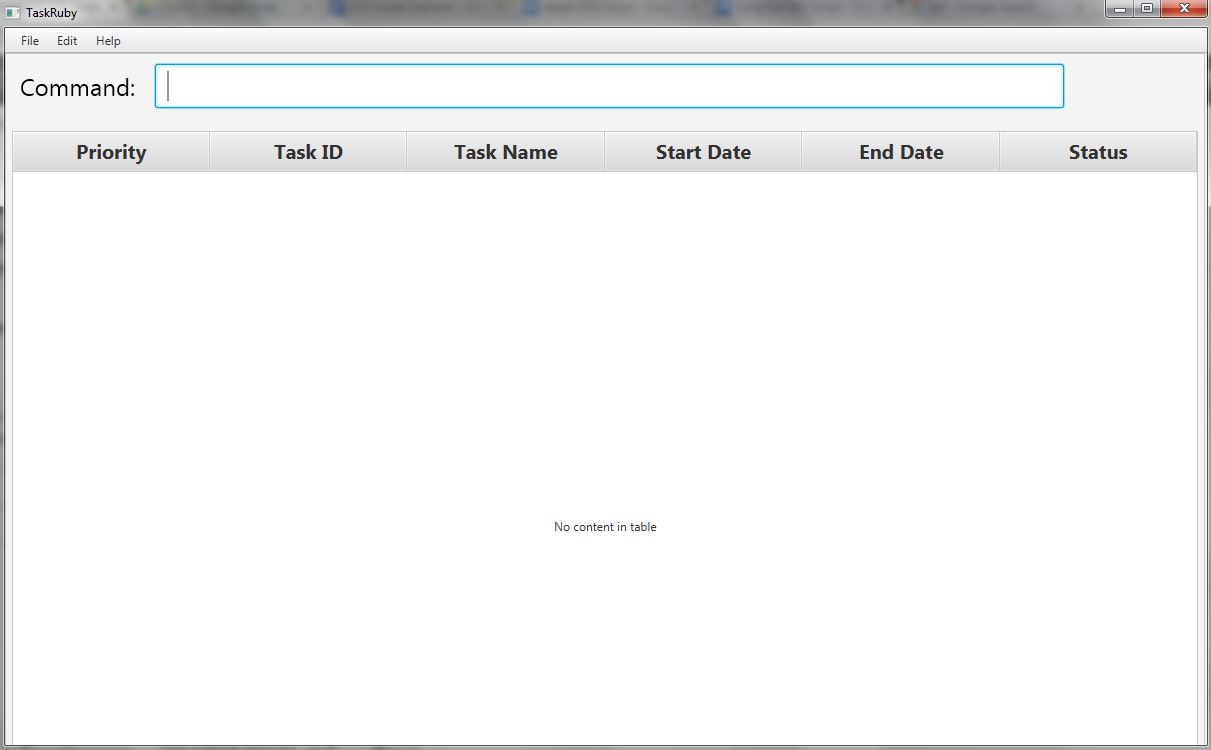 TaskRuby
File Edit Help
Command:
Priority Task ID Task Name Start Date End Date Status
No content in table